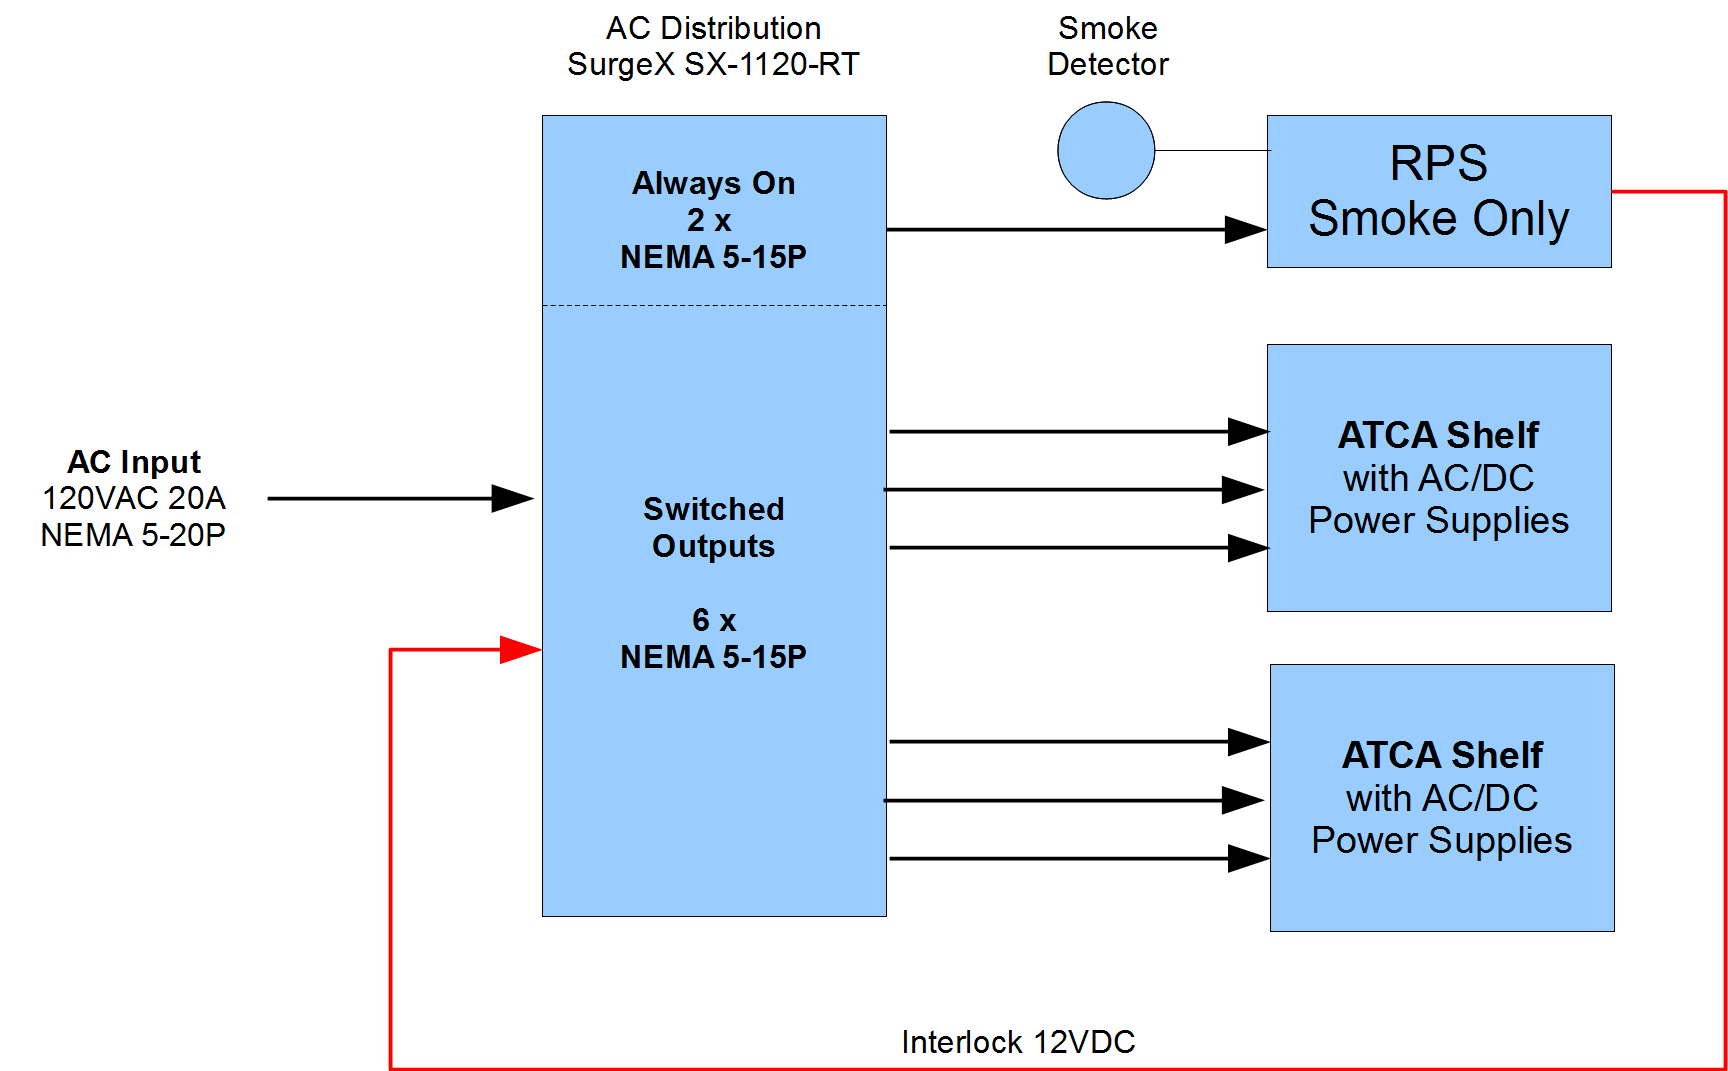 AC Distribution
SurgeX SX-1120-RT
Smoke
Detector
Always On
2 x
NEMA 5-15P
RPS
Smoke Only
AC Input
120VAC 20A
NEMA 5-20P
Switched
Outputs
6 x
NEMA 5-15P
ATCA Shelf
with AC/DC
Power Supplies
ATCA Shelf
with AC/DC
Power Supplies
Interlock 12VDC